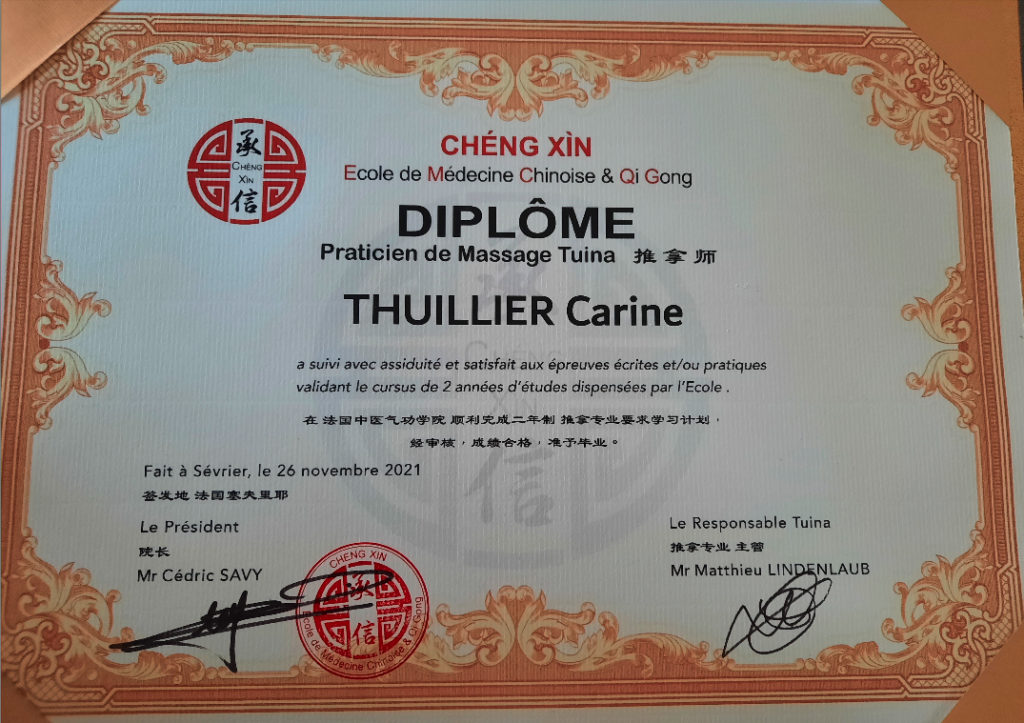 承
CHÉNG
XÌN
信
CHÉNG XÌN
Ecole de Médecine Chinoise & Qi Gong
DIPLÔME
Praticien de Massage Tuina 推拿师
THUILLIER Carine
a suivi avec assiduité et satisfait aux épreuves écrites et/ou pratiques
validant le cursus de 2 années d'études dispensées par l'Ecole .
在 法国中医气功学院 顺利完成二年制 推拿专业要求学习计划，
经审核，成绩合格，准予毕业。
Fait à Sévrier, le 26 novembre 2021
签发地 法国塞夫里耶
Le Président
院长
Mr Cédric SAVY
Le Responsable Tuina
推拿专业 主管
Mr Matthieu LINDENLAUB
CHENG XIN
承
信
Ecole de Médecine Chinoise & Qi Gong